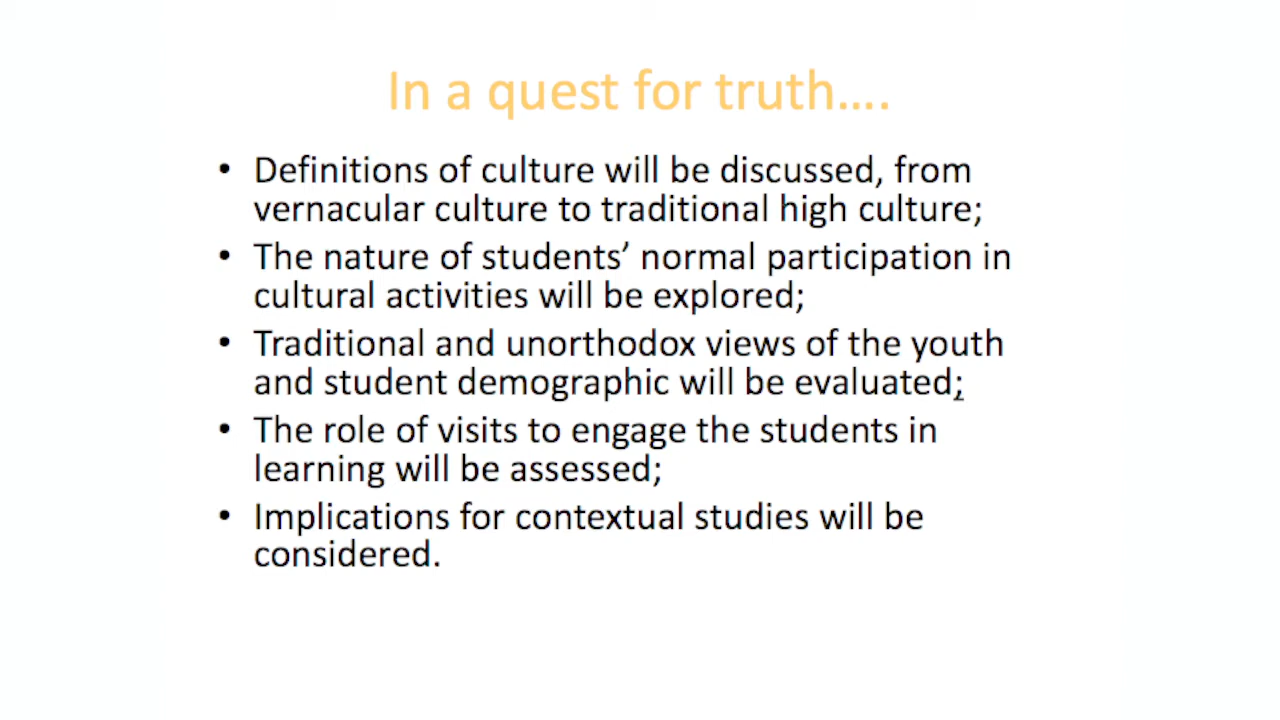 In a quest for truth....
• Definitions of culture will be discussed, from
vernacular culture to traditional high culture;
• The nature of students’ normal participation in
cultural activities will be explored;
• Traditional and unorthodox views of the youth
and student demographic will be evaluated;
• The role of visits to engage the students in
learning will be assessed;
• Implications for contextual studies will be
considered.